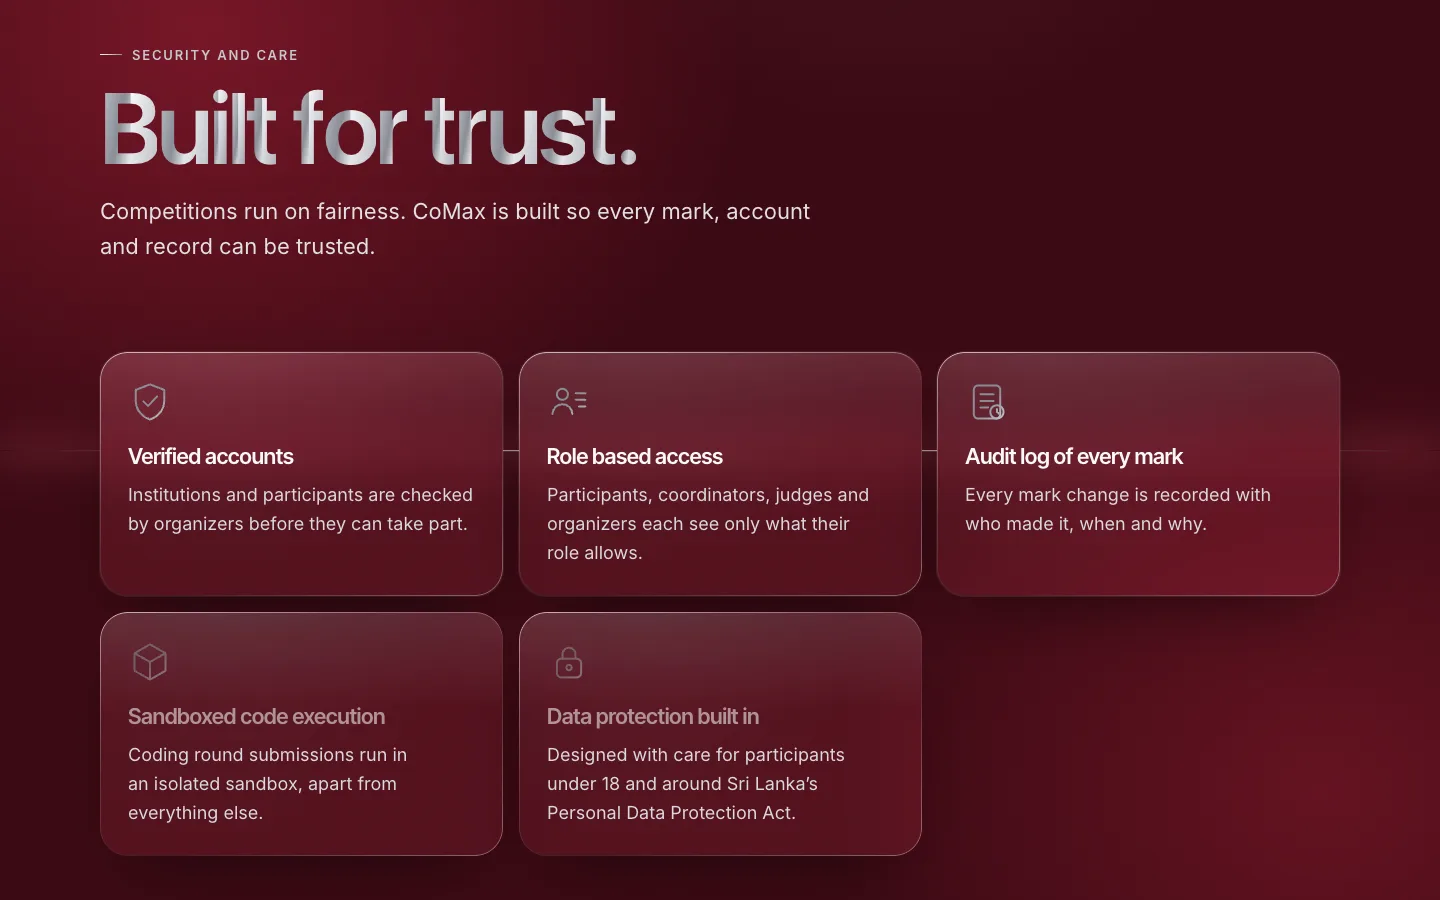 SECURITY AND CARE
Built for trust.
Competitions run on fairness. CoMax is built so every mark, account
and record can be trusted.
Verified accounts
Institutions and participants are checked
by organizers before they can take part.
Role based access
Participants, coordinators, judges and
organizers each see only what their
role allows.
Audit log of every mark
Every mark change is recorded with
who made it, when and why.
Sandboxed code execution
Coding round submissions run in
an isolated sandbox, apart from
everything else.
Data protection built in
Designed with care for participants
under 18 and around Sri Lanka’s
Personal Data Protection Act.